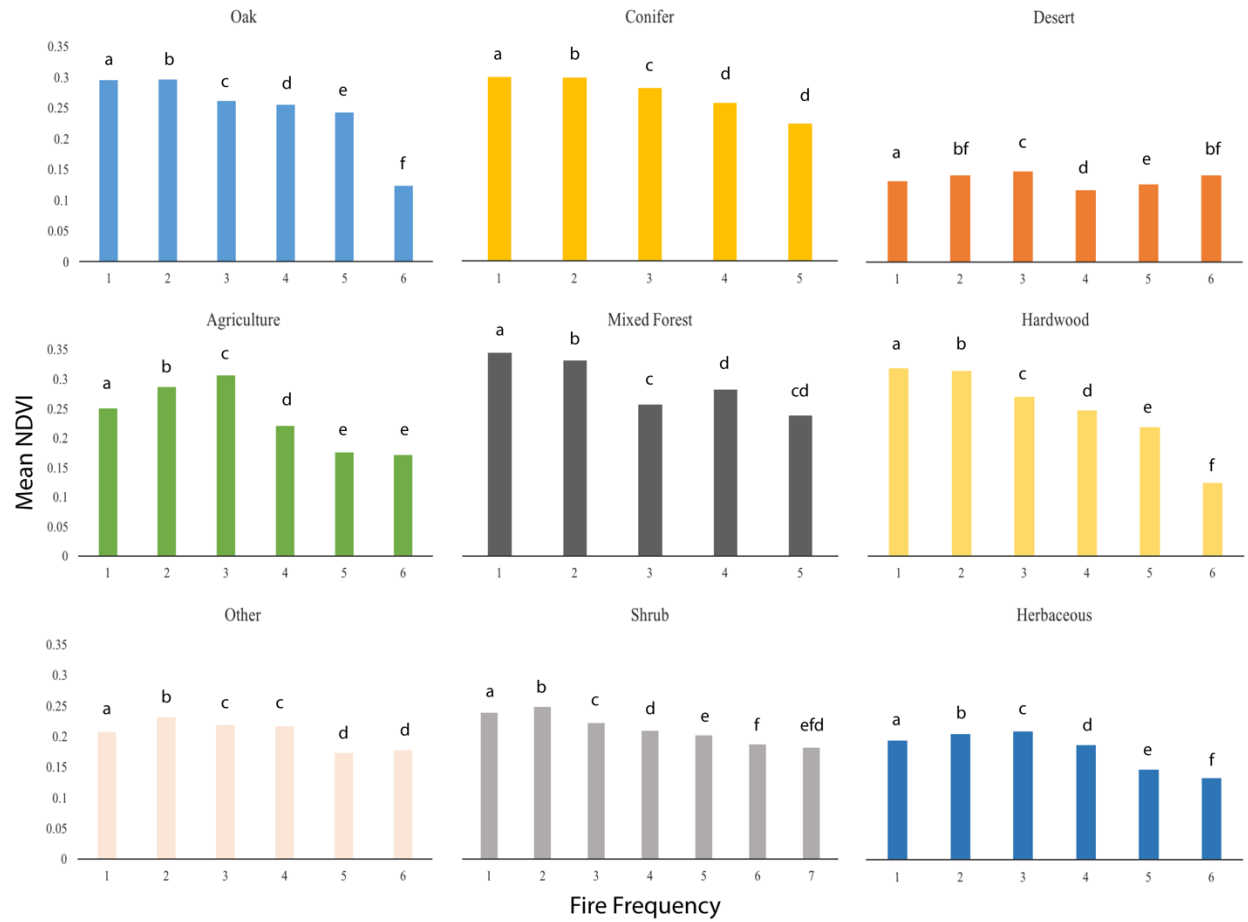 Oak
Conifer
Desert
0.35
0.3
0.25
0.2
0.15
0.1
0.05
0
a b c d e f
a b c d d
a bf c d e bf
1 2 3 4 5 6
1 2 3 4 5
1 2 3 4 5 6
Agriculture
Mixed Forest
Hardwood
Mean NDVI
0.35
0.3
0.25
0.2
0.15
0.1
0.05
0
a b c d e e
a b c d cd
a b c d e f
1 2 3 4 5 6
1 2 3 4 5
1 2 3 4 5 6
Other
Shrub
Herbaceous
0.35
0.3
0.25
0.2
0.15
0.1
0.05
0
a b c c d d
a b c d e f efd
a b c d e f
1 2 3 4 5 6
1 2 3 4 5 6 7
1 2 3 4 5 6
Fire Frequency